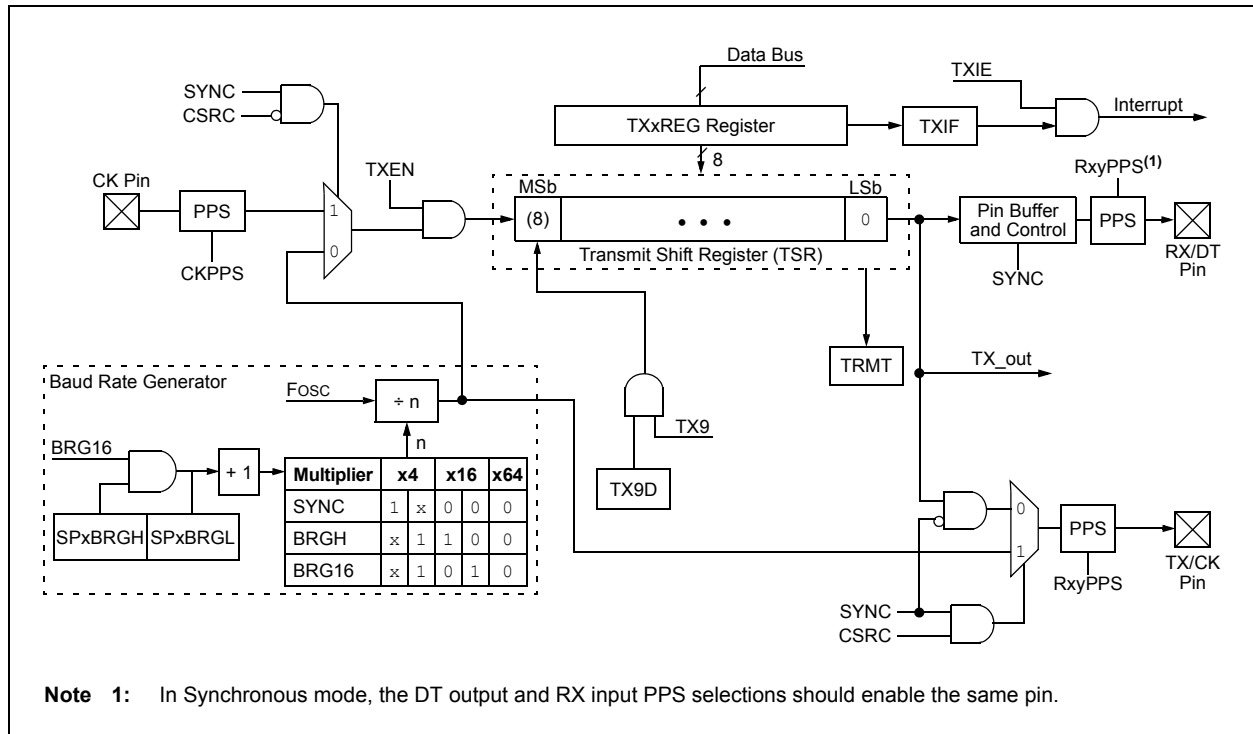 Data Bus
TXIE
SYNC
CSRC
Interrupt
TXxREG Register
TXIF
8
RxyPPS(1)
TXEN
MSb
LSb
CK Pin
PPS
1
(8)
• • •
0
Pin Buffer
and Control
PPS
0
Transmit Shift Register (TSR)
RX/DT
Pin
CKPPS
SYNC
TRMT
TX_out
Baud Rate Generator
FOSC
÷ n
n
TX9
BRG16
+ 1
Multiplier x4 x16 x64
SYNC 1 x 0 0 0
BRGH x 1 1 0 0
BRG16 x 1 0 1 0
SPxBRGH SPxBRGL
TX9D
0
1
PPS
TX/CK
Pin
RxyPPS
SYNC
CSRC
Note 1: In Synchronous mode, the DT output and RX input PPS selections should enable the same pin.